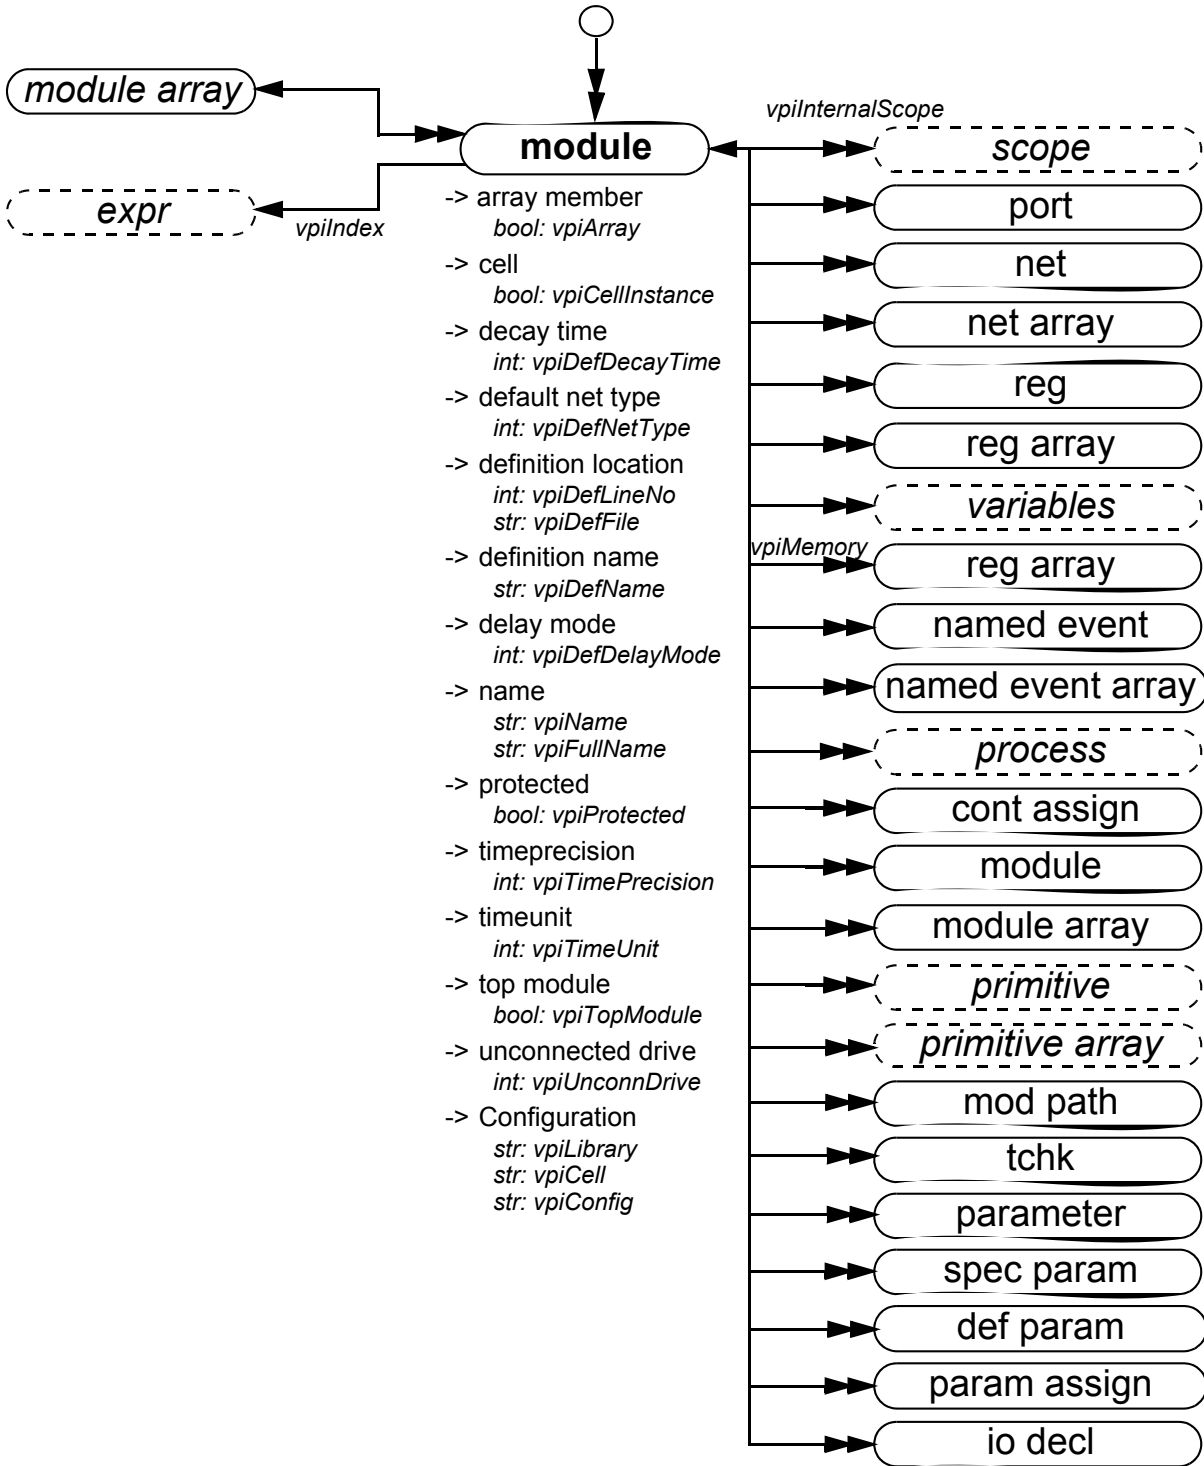 module array
expr
vpiIndex
module
-> array member
bool: vpiArray
-> cell
bool: vpiCellInstance
-> decay time
int: vpiDefDecayTime
-> default net type
int: vpiDefNetType
-> definition location
int: vpiDefLineNo
str: vpiDefFile
-> definition name
str: vpiDefName
-> delay mode
int: vpiDefDelayMode
-> name
str: vpiName
str: vpiFullName
-> protected
bool: vpiProtected
-> timeprecision
int: vpiTimePrecision
-> timeunit
int: vpiTimeUnit
-> top module
bool: vpiTopModule
-> unconnected drive
int: vpiUnconnDrive
-> Configuration
str: vpiLibrary
str: vpiCell
str: vpiConfig
vpiInternalScope
scope
port
net
net array
reg
reg array
variables
vpiMemory
reg array
named event
named event array
process
cont assign
module
module array
primitive
primitive array
mod path
tchk
parameter
spec param
def param
param assign
io decl